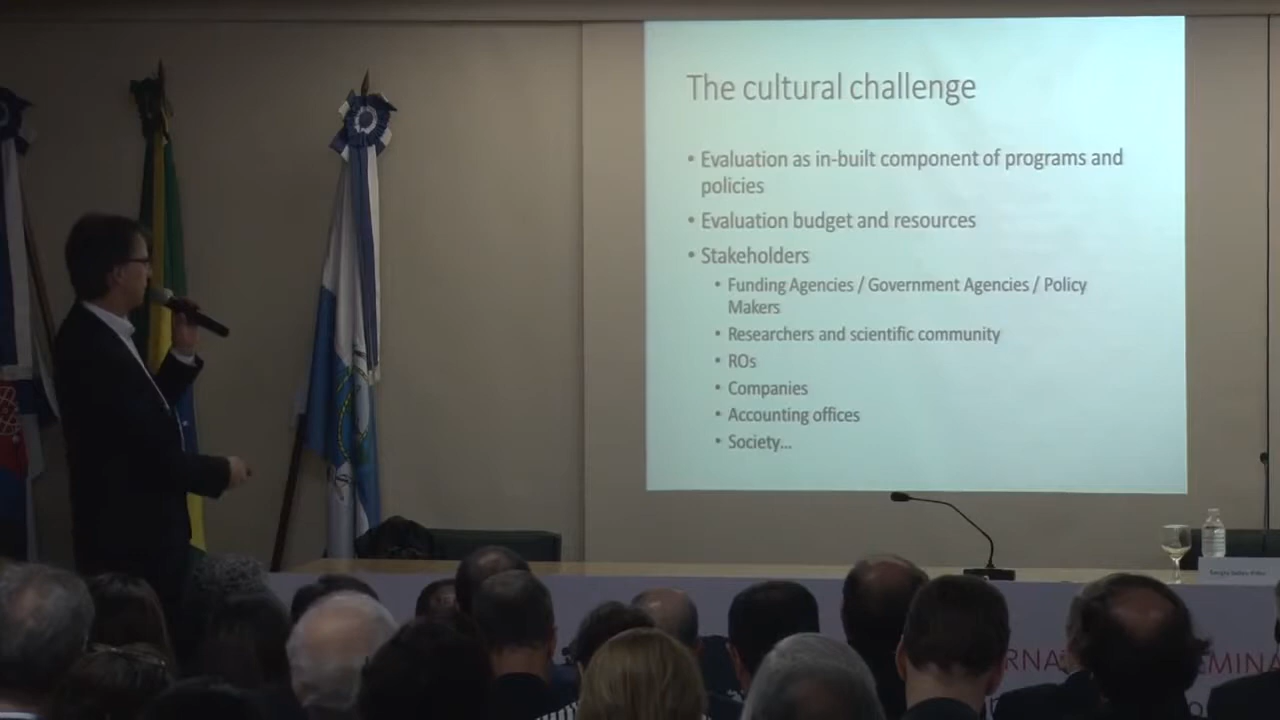 The cultural challenge
• Evaluation as in-built component of programs and
policies
• Evaluation budget and resources
• Stakeholders
• Funding Agencies / Government Agencies / Policy
Makers
• Researchers and scientific community
• ROs
• Companies
• Accounting offices
• Society...